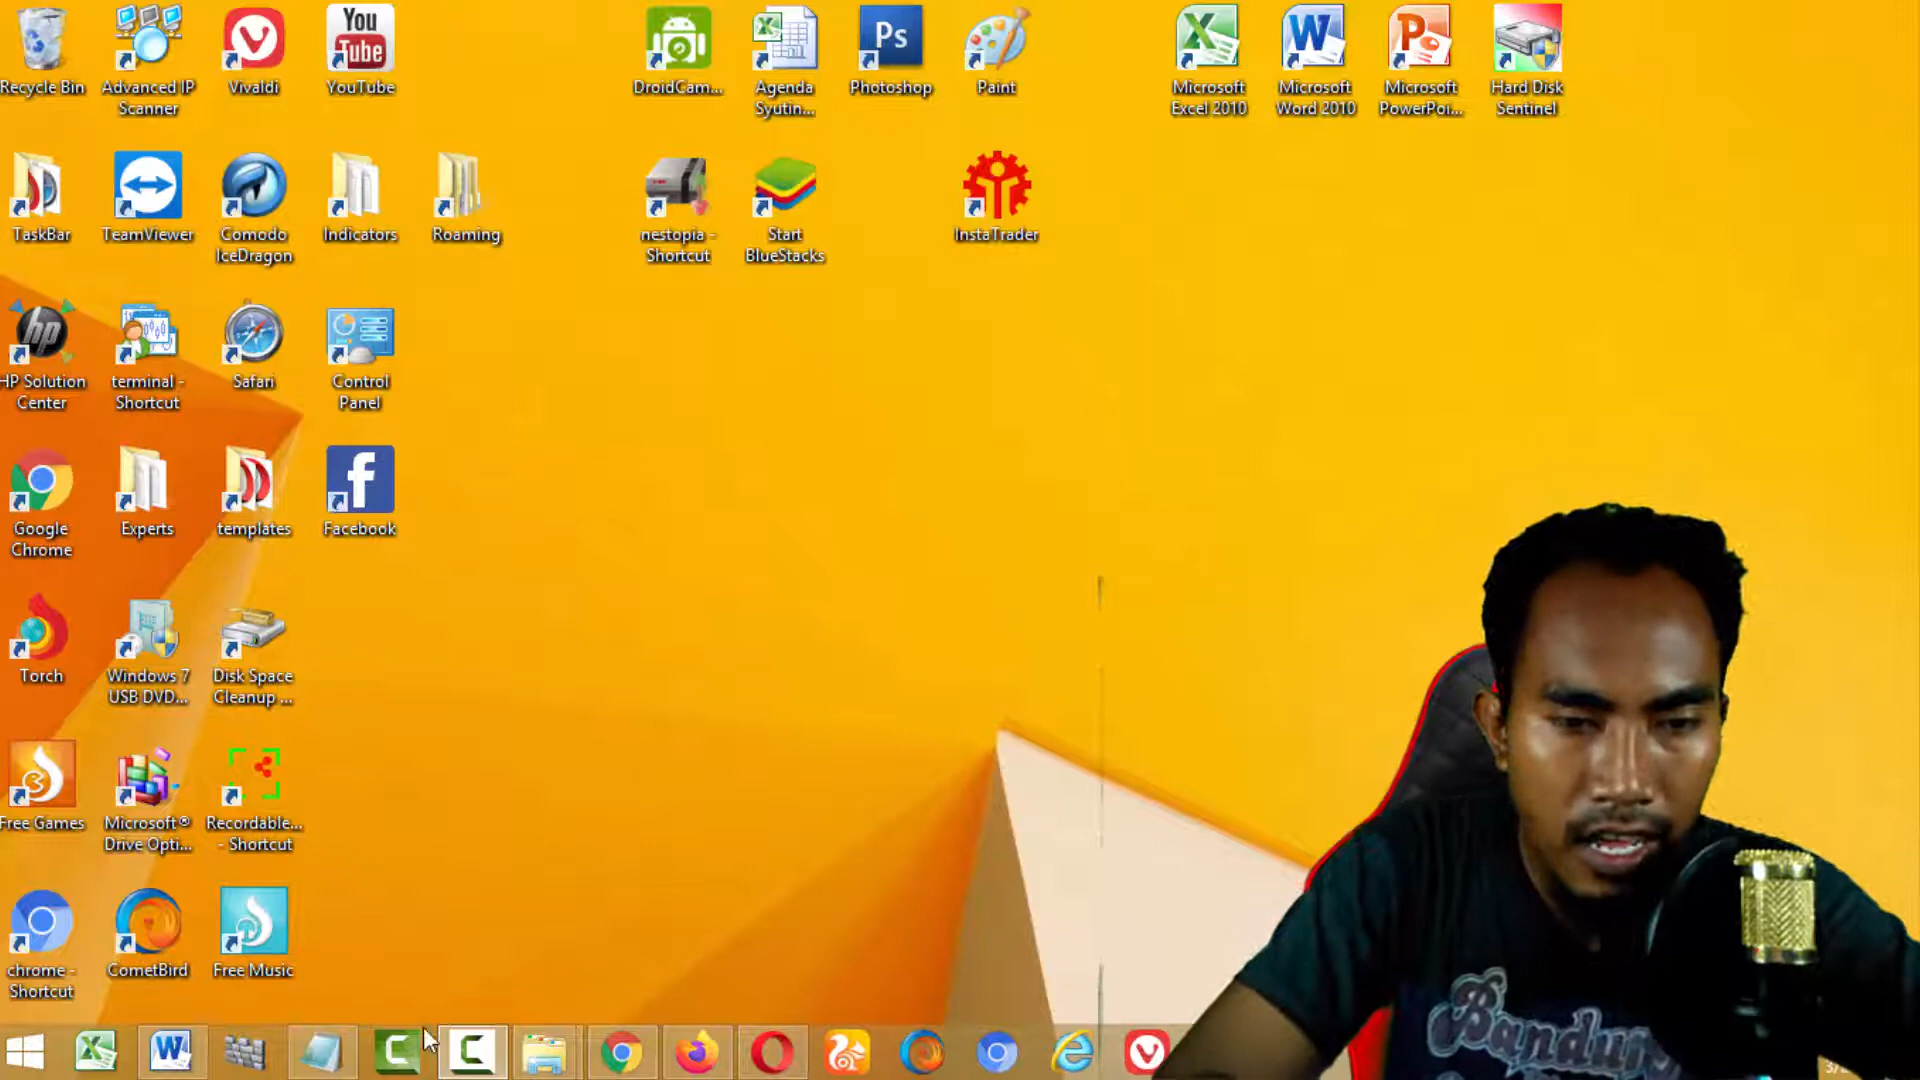 Recycle Bin
Advanced IP
Scanner
Vivaldi
You
Tube
YouTube
DroidCam...
Agenda
Syutin...
Ps
Photoshop
Paint
Microsoft
Excel 2010
Microsoft
Word 2010
Microsoft
PowerPoi...
Hard Disk
Sentinel
TaskBar
TeamViewer
Comodo
IceDragon
Indicators
Roaming
nestopia -
Shortcut
Start
BlueStacks
InstaTrader
hp
HP Solution
Center
terminal -
Shortcut
Safari
Control
Panel
Google
Chrome
Experts
templates
f
Facebook
Torch
Windows 7
USB DVD...
Disk Space
Cleanup ...
Free Games
Microsoft®
Drive Opti...
Recordable...
- Shortcut
chrome -
Shortcut
CometBird
Free Music
Bandun